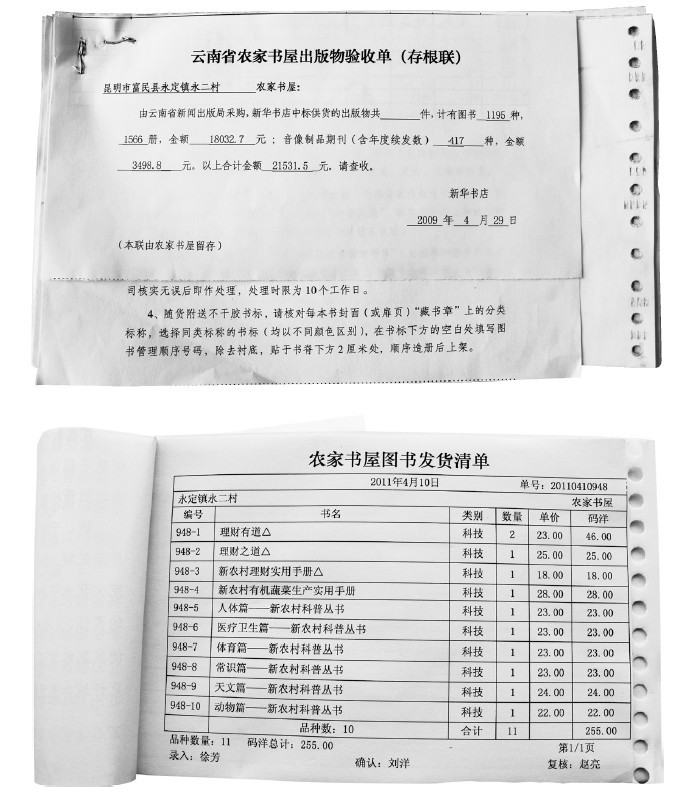 云南省农家书屋出版物验收单（存根联）
昆明市富民县永定镇永二村 农家书屋：
由云南省新闻出版局采购，新华书店中标供货的出版物共 件，计有图书 1195 种，
1566 册，金额 18032.7 元；音像制品期刊（含年度续发数） 417 种，金额
3498.8 元。以上合计金额 21531.5 元，请查收。
新华书店
2009 年 4 月 29 日
（本联由农家书屋留存）
司核实无误后即作处理，处理时限为10个工作日。
4、随货附送不干胶书标，请核对每本书封面（或扉页）“藏书章”上的分类
标称，选择同类标称的书标（均以不同颜色区别），在书标下方的空白处填写图
书管理顺序号码，除去衬底，贴于书脊下方2厘米处，顺序造册后上架。
农家书屋图书发货清单
2011年4月10日 单号：20110410948
永定镇永二村 农家书屋
编号 书名 类别 数量 单价 码洋
948-1 理财有道△ 科技 2 23.00 46.00
948-2 理财之道△ 科技 1 25.00 25.00
948-3 新农村理财实用手册△ 科技 1 18.00 18.00
948-4 新农村有机蔬菜生产实用手册 科技 1 28.00 28.00
948-5 人体篇——新农村科普丛书 科技 1 23.00 23.00
948-6 医疗卫生篇——新农村科普丛书 科技 1 23.00 23.00
948-7 体育篇——新农村科普丛书 科技 1 23.00 23.00
948-8 常识篇——新农村科普丛书 科技 1 23.00 23.00
948-9 天文篇——新农村科普丛书 科技 1 24.00 24.00
948-10 动物篇——新农村科普丛书 科技 1 22.00 22.00
品种数：10 合计 11 255.00
品种数量：11 码洋总计：255.00 第1/1页
录入：徐芳 确认：刘洋 复核：赵亮